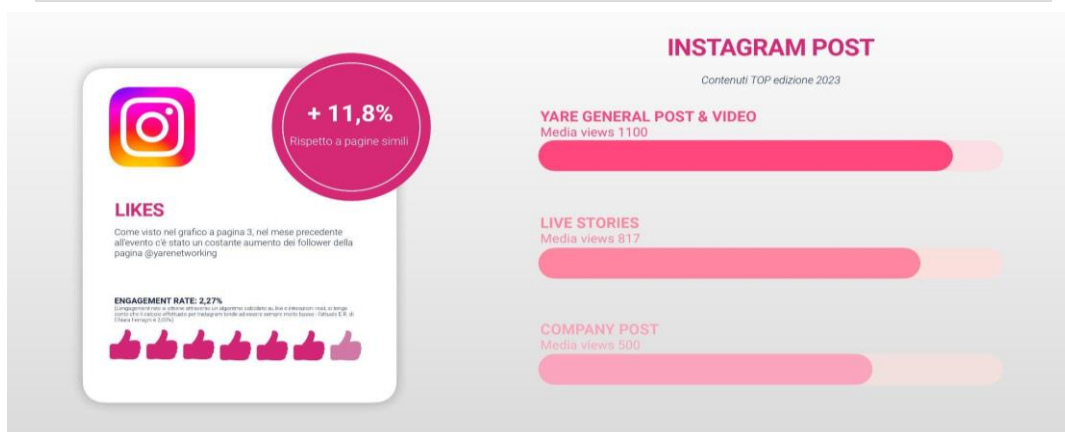 + 11,8%
Rispetto a pagine simili
LIKES
Come visto nel grafico a pagina 3, nel mese precedente
all'evento c'è stato un costante aumento dei follower della
pagina @yarenetworking
ENGAGEMENT RATE: 2,27%
INSTAGRAM POST
Contenuti TOP edizione 2023
YARE GENERAL POST & VIDEO
Media views 1100
LIVE STORIES
Media views 817
COMPANY POST
Media views 500